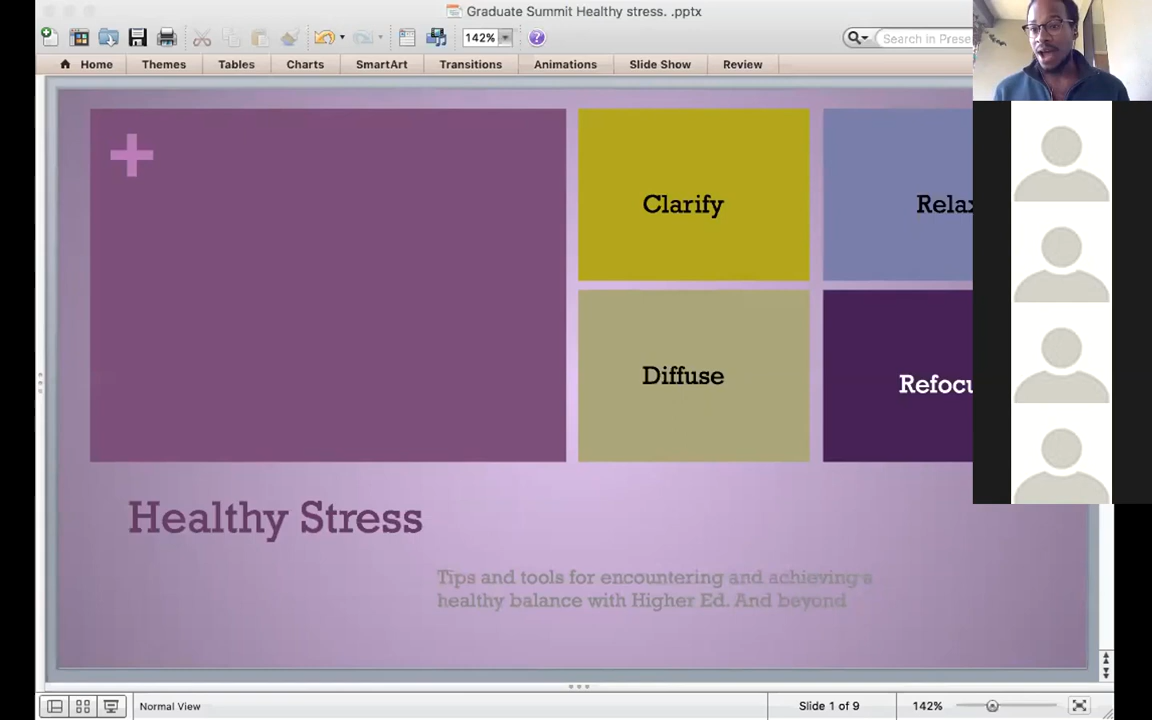 Graduate Summit Healthy stress. .pptx
142%
Search in Prese
Home
Themes
Tables
Charts
SmartArt
Transitions
Animations
Slide Show
Review
+
Clarify
Relax
Diffuse
Refocu
Healthy Stress
Tips and tools for encountering and achieving a
healthy balance with Higher Ed. And beyond
Normal View
Slide 1 of 9
142%